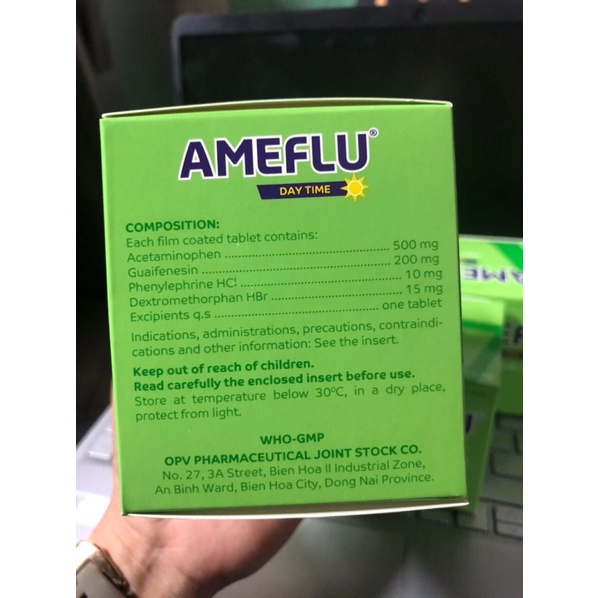 AMEFLU®
DAY TIME
COMPOSITION:
Each film coated tablet contains:
Acetaminophen ........................................ 500 mg
Guaifenesin ............................................. 200 mg
Phenylephrine HCl ..................................... 10 mg
Dextromethorphan HBr ............................. 15 mg
Excipients q.s ........................................ one tablet
Indications, administrations, precautions, contraindi-
cations and other information: See the insert.
Keep out of reach of children.
Read carefully the enclosed insert before use.
Store at temperature below 30ºC, in a dry place,
protect from light.
WHO-GMP
OPV PHARMACEUTICAL JOINT STOCK CO.
No. 27, 3A Street, Bien Hoa II Industrial Zone,
An Binh Ward, Bien Hoa City, Dong Nai Province.